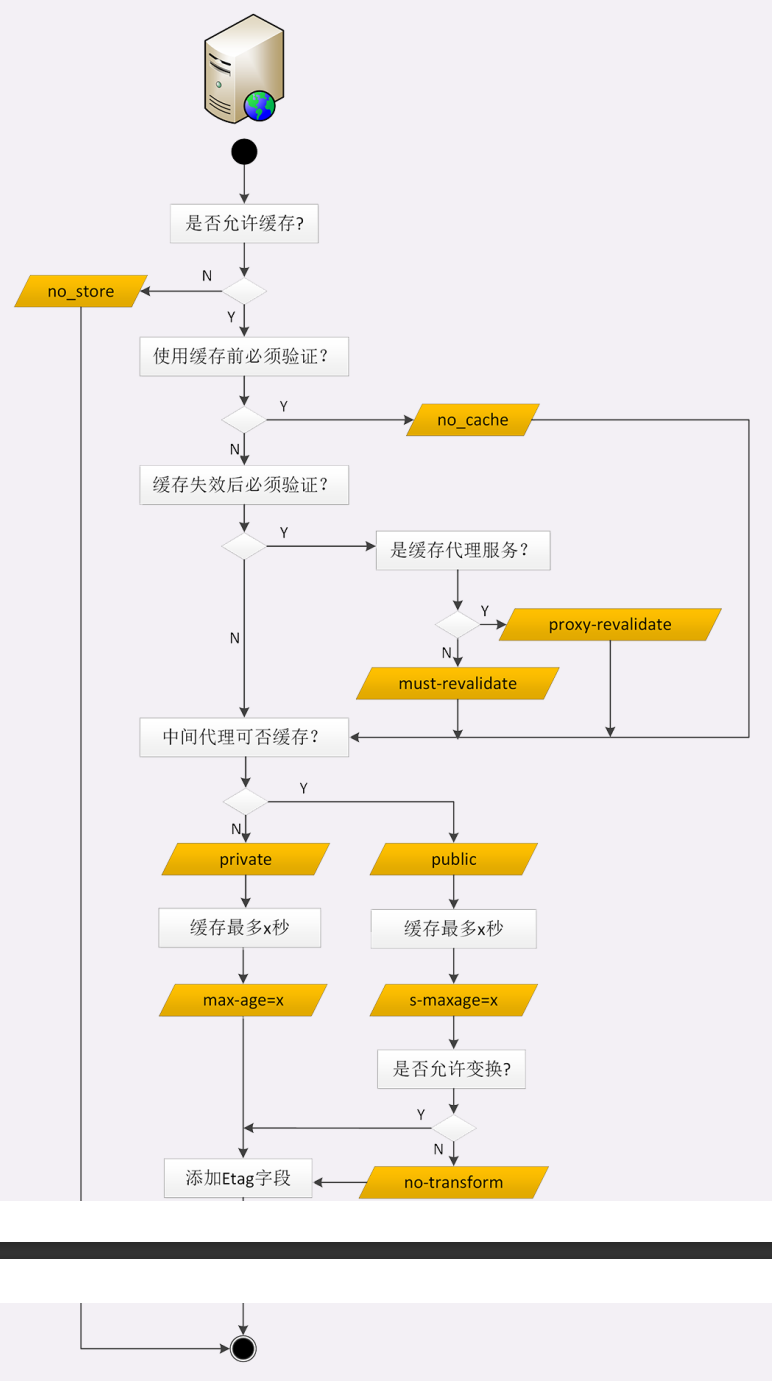 是否允许缓存?
N
no_store
Y
使用缓存前必须验证？
Y
no_cache
N
缓存失效后必须验证？
Y
是缓存代理服务？
Y
proxy-revalidate
N
N
must-revalidate
中间代理可否缓存？
Y
N
private
public
缓存最多x秒
缓存最多x秒
max-age=x
s-maxage=x
是否允许变换?
Y
N
添加Etag字段
no-transform